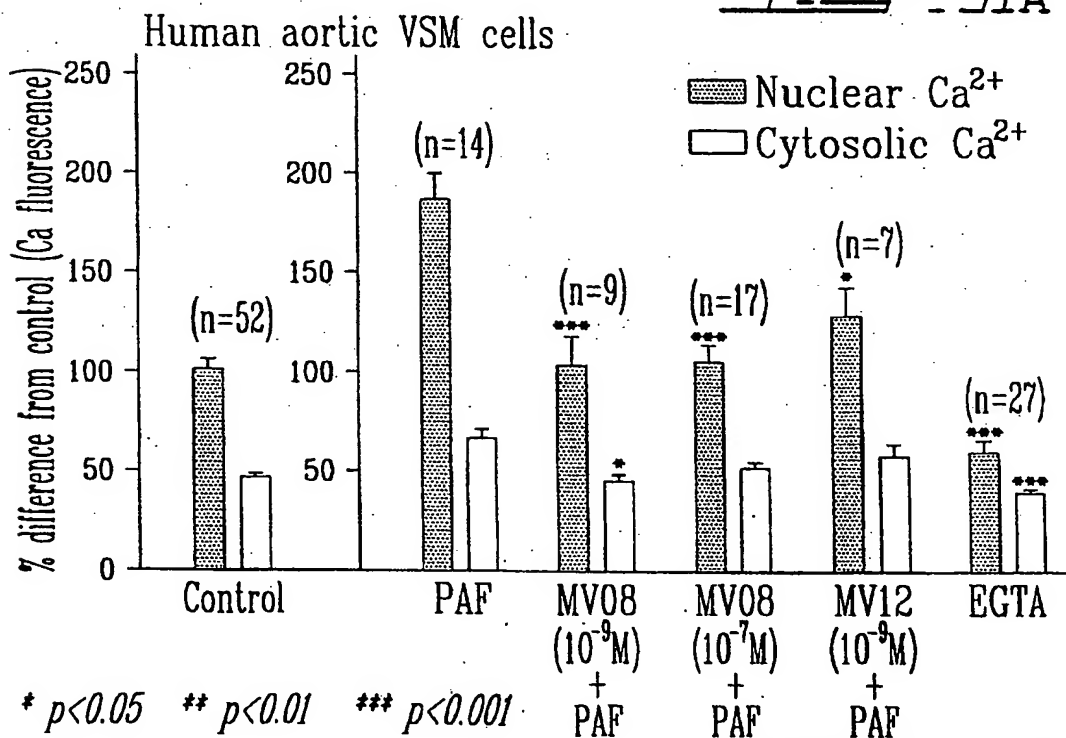 Human aortic VSM cells
Nuclear Ca²⁺
Cytosolic Ca²⁺
% difference from control (Ca fluorescence)
250
200
150
100
50
0
250
200
150
100
50
(n=52)
(n=14)
(n=9)
(n=17)
(n=7)
(n=27)
***
*
***
*
***
***
Control
PAF
MV08
(10⁻⁹M)
+
PAF
MV08
(10⁻⁷M)
+
PAF
MV12
(10⁻⁹M)
+
PAF
EGTA
* p<0.05 ** p<0.01 *** p<0.001